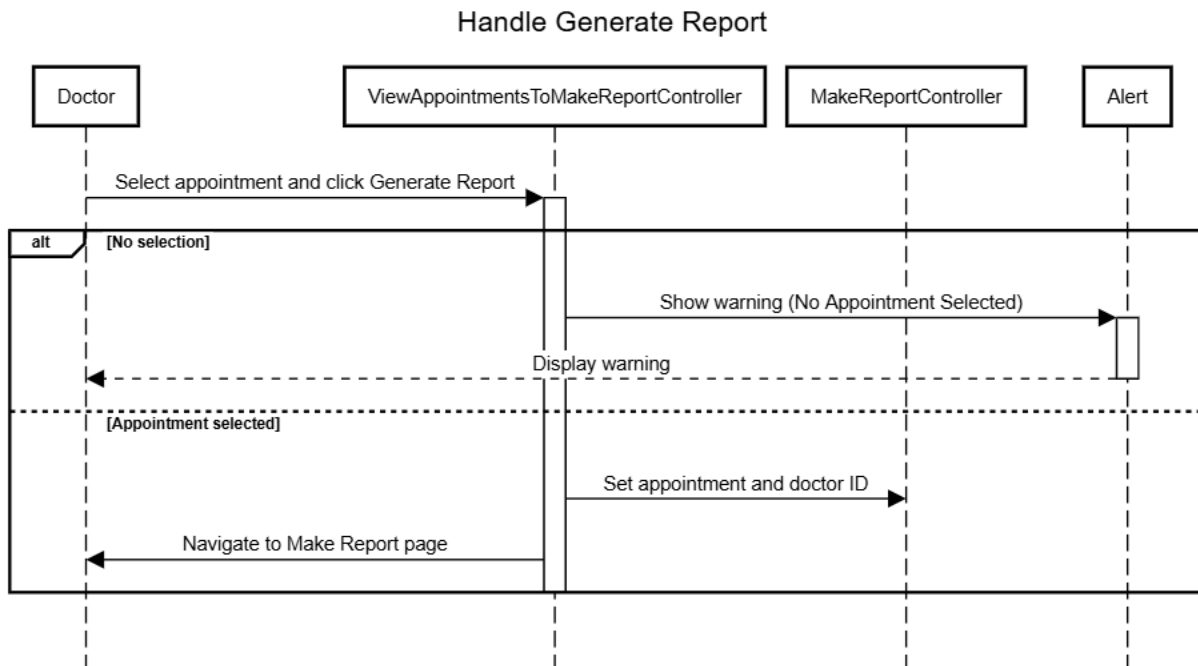 Handle Generate Report
Doctor
ViewAppointmentsToMakeReportController
MakeReportController
Alert
Select appointment and click Generate Report
alt
[No selection]
Show warning (No Appointment Selected)
Display warning
[Appointment selected]
Set appointment and doctor ID
Navigate to Make Report page